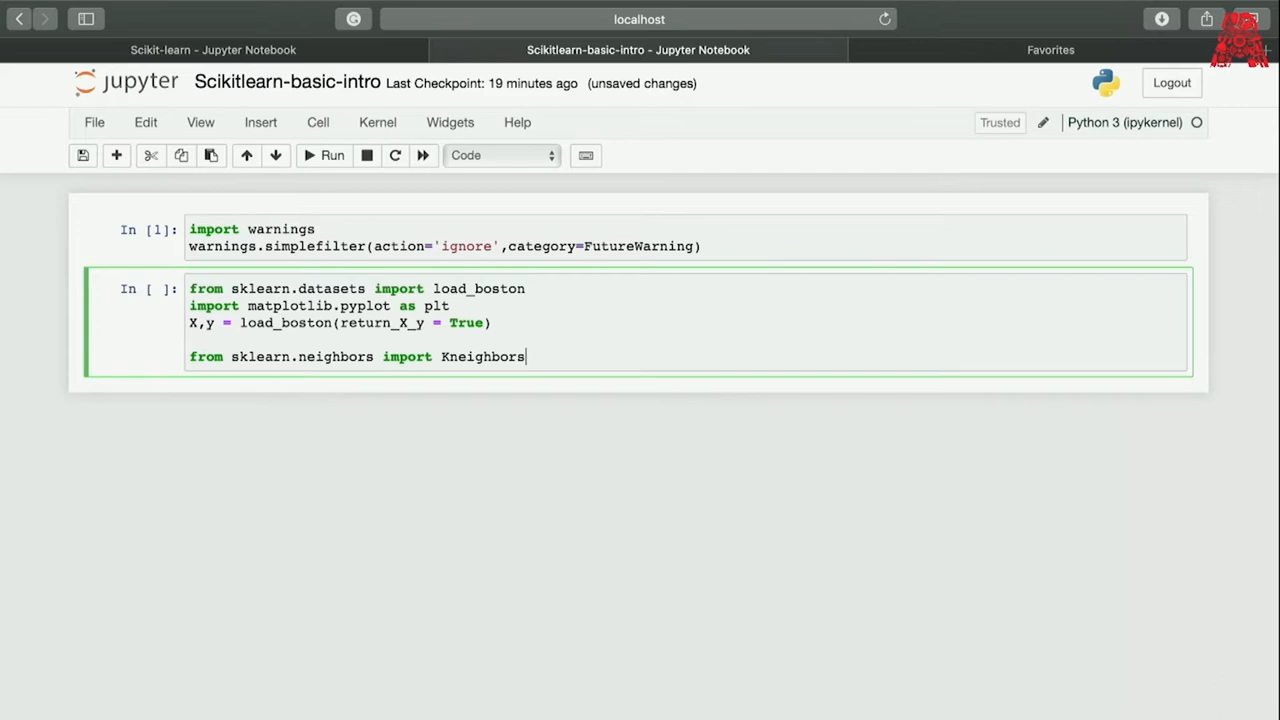 localhost
Scikit-learn - Jupyter Notebook
Scikitlearn-basic-intro - Jupyter Notebook
Favorites
jupyter Scikitlearn-basic-intro Last Checkpoint: 19 minutes ago (unsaved changes)
Logout
File Edit View Insert Cell Kernel Widgets Help
Trusted Python 3 (ipykernel)
Run Code
In [1]: import warnings
warnings.simplefilter(action='ignore',category=FutureWarning)
In [ ]: from sklearn.datasets import load_boston
import matplotlib.pyplot as plt
X,y = load_boston(return_X_y = True)
from sklearn.neighbors import Kneighbors